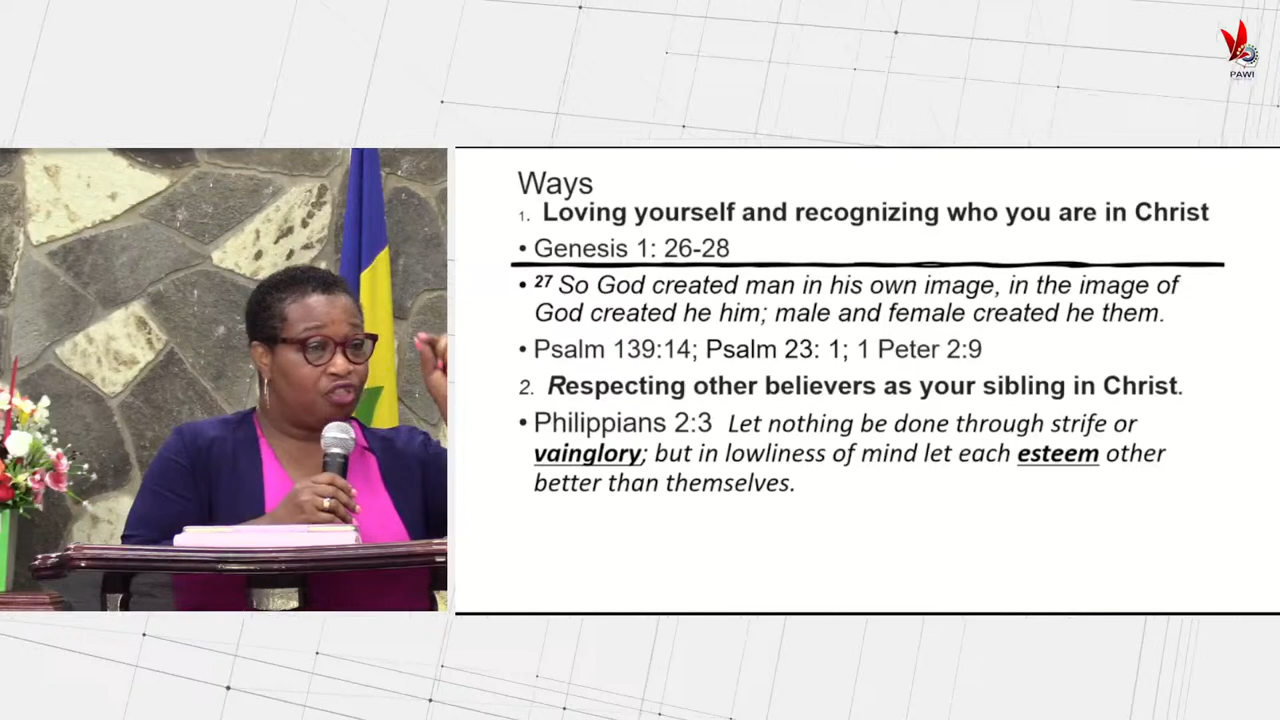 PAWI
Ways
1. Loving yourself and recognizing who you are in Christ
• Genesis 1: 26-28
• 27 So God created man in his own image, in the image of
God created he him; male and female created he them.
• Psalm 139:14; Psalm 23: 1; 1 Peter 2:9
2. Respecting other believers as your sibling in Christ.
• Philippians 2:3 Let nothing be done through strife or
vainglory; but in lowliness of mind let each esteem other
better than themselves.